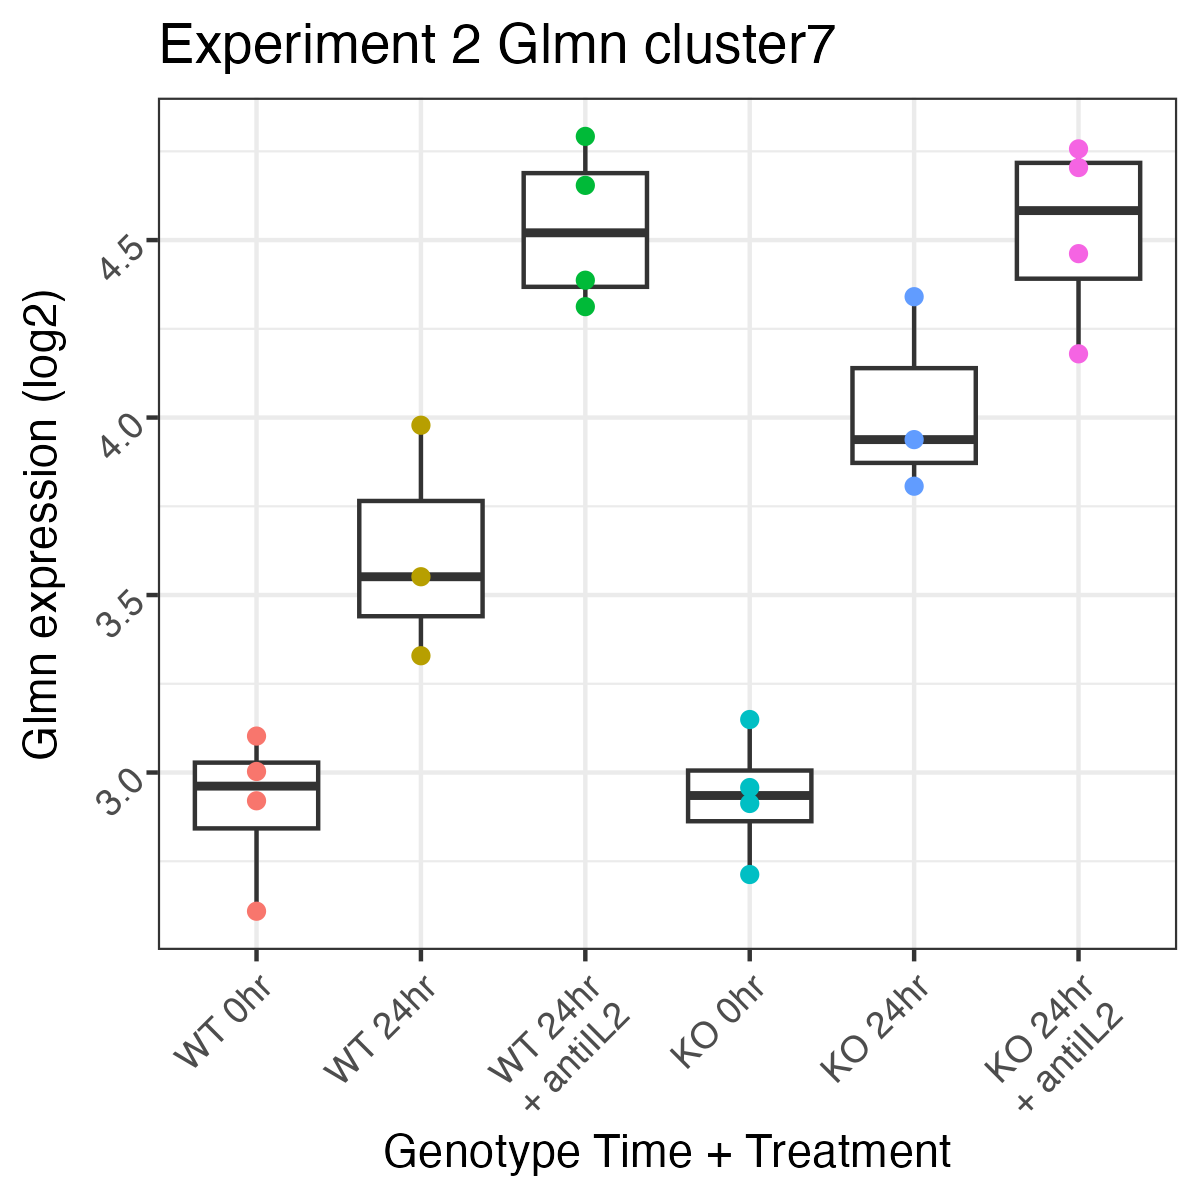 Experiment 2 Glmn cluster7
Glmn expression (log2)
4.5
4.0
3.5
3.0
WT 0hr
WT 24hr
WT 24hr
+ antiIL2
KO 0hr
KO 24hr
KO 24hr
+ antiIL2
Genotype Time + Treatment